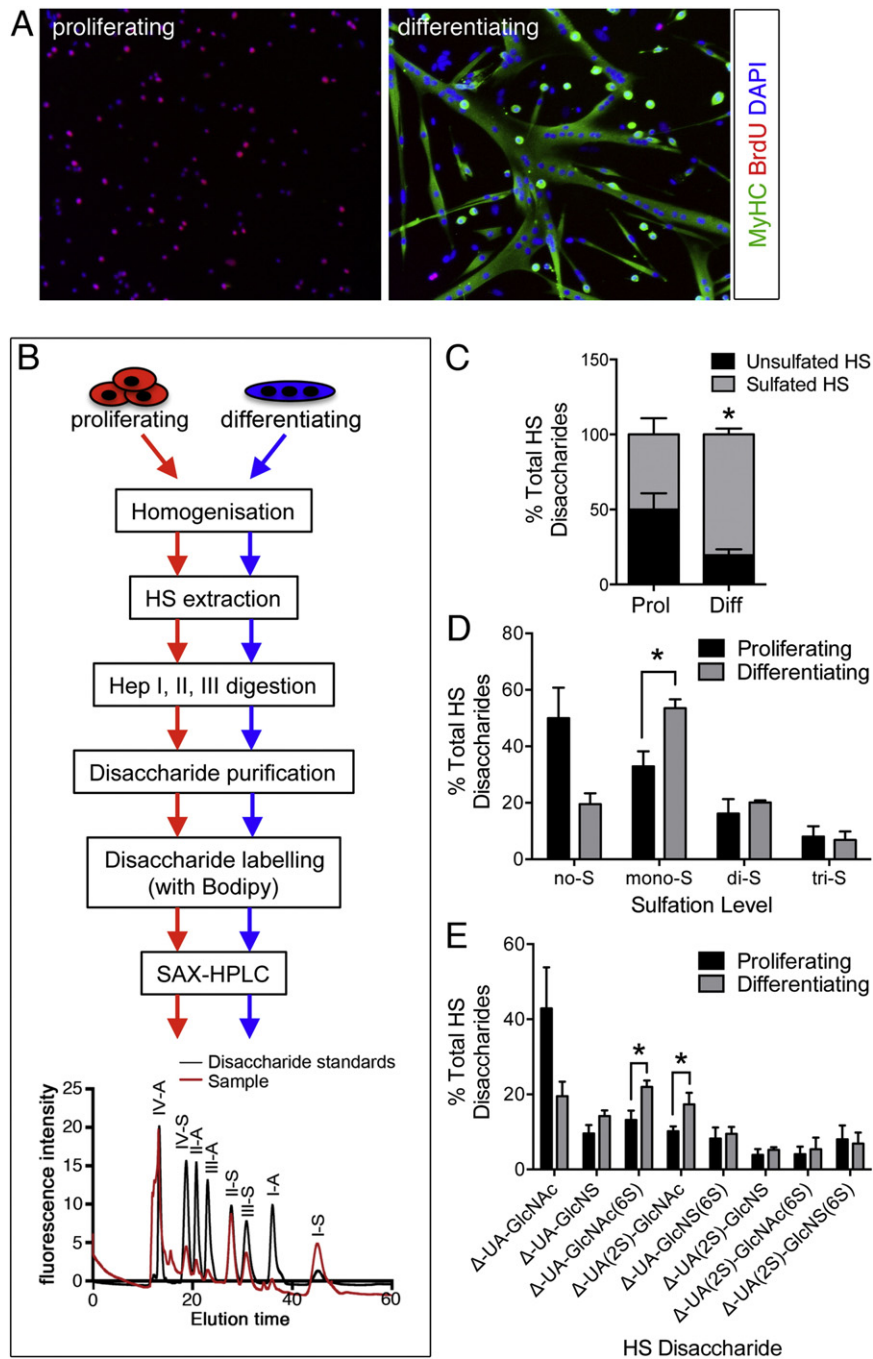 A
proliferating
differentiating
MyHC BrdU DAPI
B
proliferating
differentiating
Homogenisation
HS extraction
Hep I, II, III digestion
Disaccharide purification
Disaccharide labelling
(with Bodipy)
SAX-HPLC
Disaccharide standards
Sample
fluorescence intensity
25
20
15
10
5
0
IV-A
IV-S
II-A
III-A
II-S
III-S
I-A
I-S
0
20
40
60
Elution time
C
Unsulfated HS
Sulfated HS
% Total HS
Disaccharides
150
100
50
0
*
Prol
Diff
D
Proliferating
Differentiating
% Total HS
Disaccharides
80
60
40
20
0
*
no-S
mono-S
di-S
tri-S
Sulfation Level
E
Proliferating
Differentiating
% Total HS
Disaccharides
60
40
20
0
*
*
Δ-UA-GlcNAc
Δ-UA-GlcNS
Δ-UA-GlcNAc(6S)
Δ-UA(2S)-GlcNAc
Δ-UA-GlcNS(6S)
Δ-UA(2S)-GlcNS
Δ-UA(2S)-GlcNAc(6S)
Δ-UA(2S)-GlcNS(6S)
HS Disaccharide